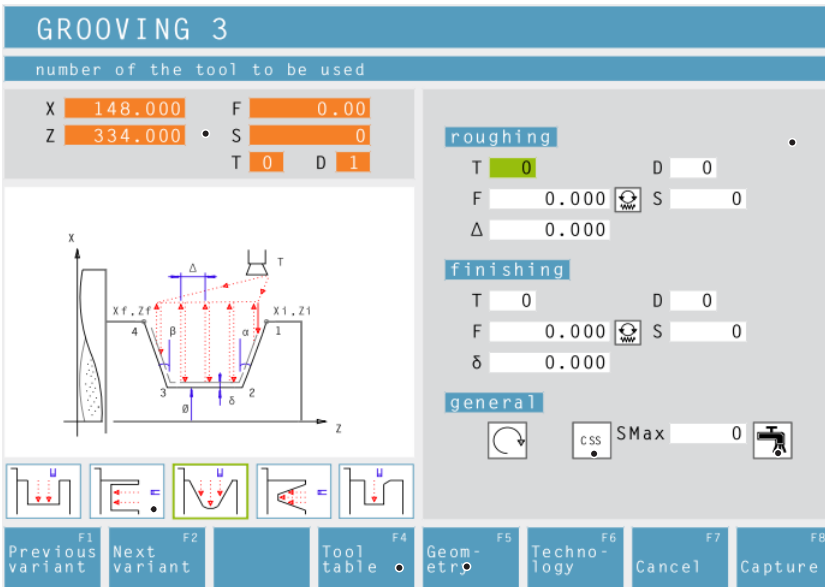 GROOVING 3
number of the tool to be used
X 148.000 F 0.00
Z 334.000 S 0
T 0 D 1
roughing
T 0 D 0
F 0.000 S 0
Δ 0.000
finishing
T 0 D 0
F 0.000 S 0
δ 0.000
general
CSS SMax 0
X
Δ T
Xf,Zf Xi,Zi
4 β α 1
3 2
Ø δ
Z
F1 F2 F4 F5 F6 F7 F8
Previous Next Tool Geom- Techno-
variant variant table etry logy Cancel Capture